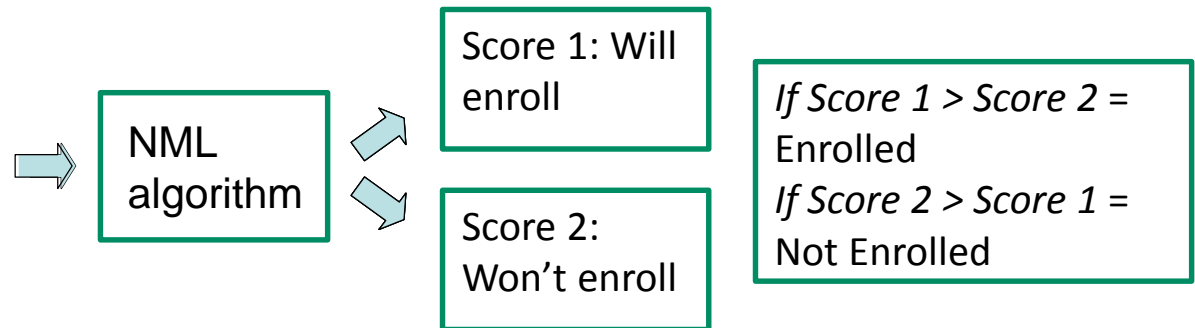 NML
algorithm
Score 1: Will
enroll
Score 2:
Won’t enroll
If Score 1 > Score 2 =
Enrolled
If Score 2 > Score 1 =
Not Enrolled